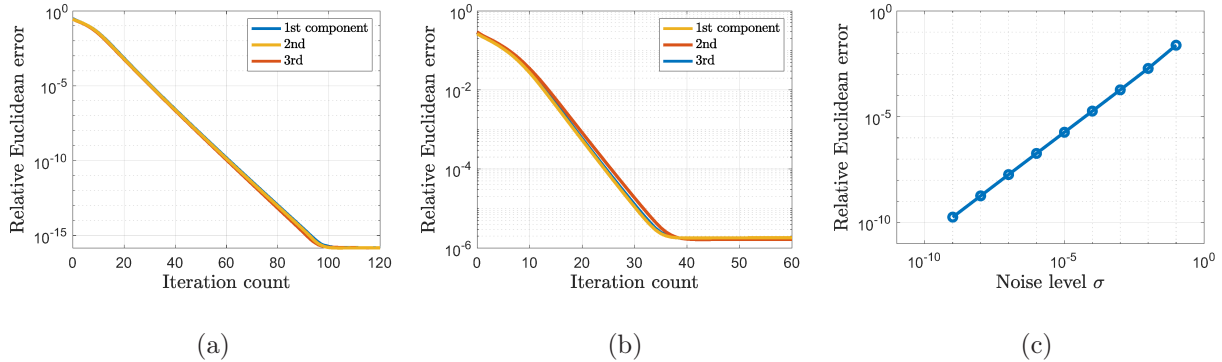 Relative Euclidean error
10^0
10^-5
10^-10
10^-15
0 20 40 60 80 100 120
Iteration count
1st component
2nd
3rd
(a)
Relative Euclidean error
10^0
10^-2
10^-4
10^-6
0 10 20 30 40 50 60
Iteration count
1st component
2nd
3rd
(b)
Relative Euclidean error
10^0
10^-5
10^-10
10^-10 10^-5 10^0
Noise level σ
(c)